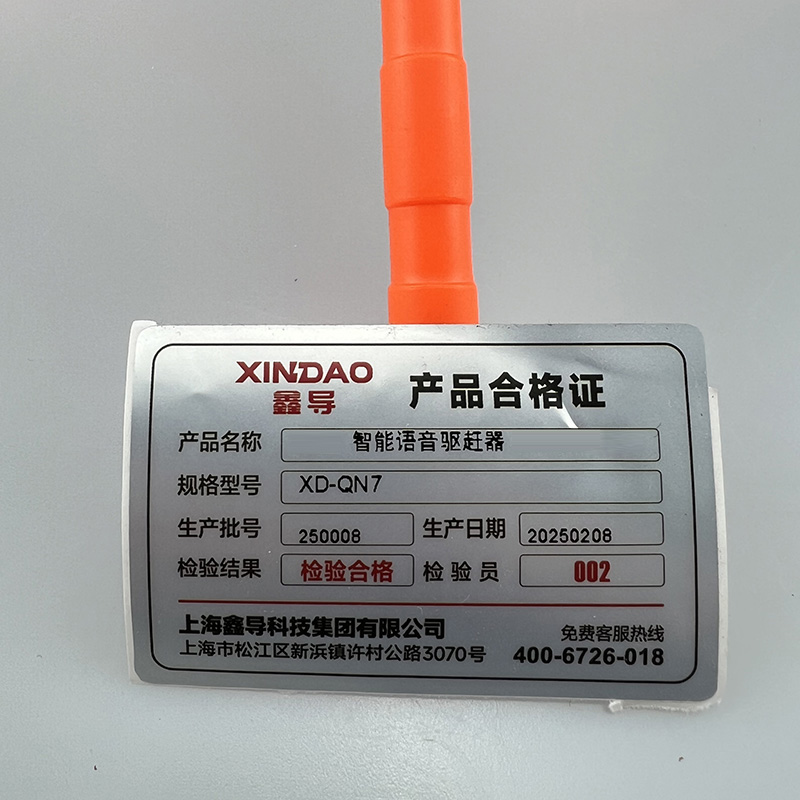 XINDAO
鑫导
产品合格证
产品名称 智能语音驱赶器
规格型号 XD-QN7
生产批号 250008 生产日期 20250208
检验结果 检验合格 检验员 002
上海鑫导科技集团有限公司 免费客服热线
上海市松江区新浜镇许村公路3070号 400-6726-018